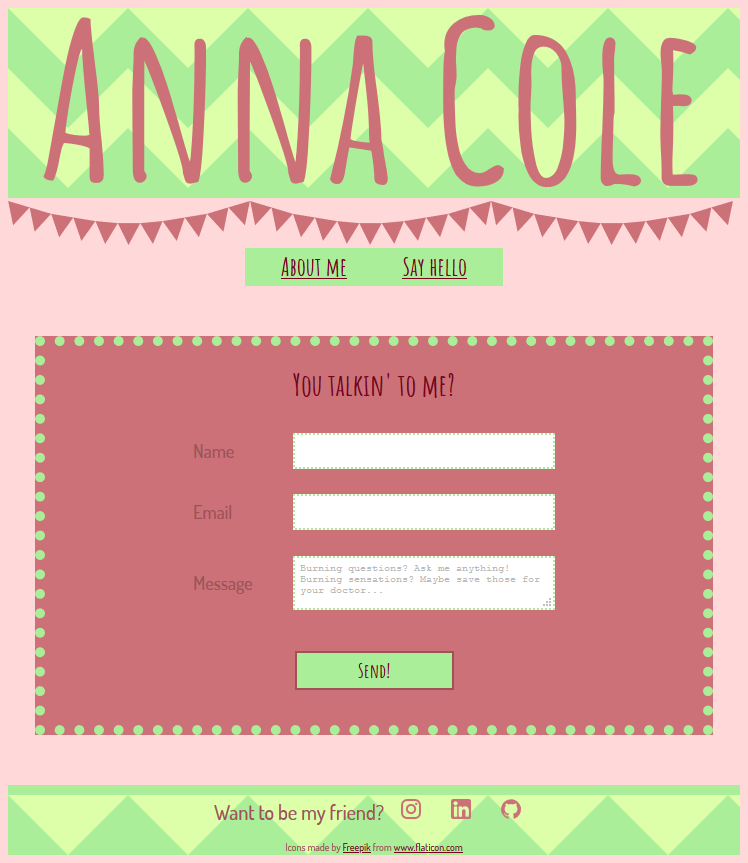 Anna Cole
About me Say hello
You talkin' to me?
Name
Email
Burning questions? Ask me anything!
Burning sensations? Maybe save those for
your doctor...
Message
Send!
Want to be my friend?
Icons made by Freepik from www.flaticon.com